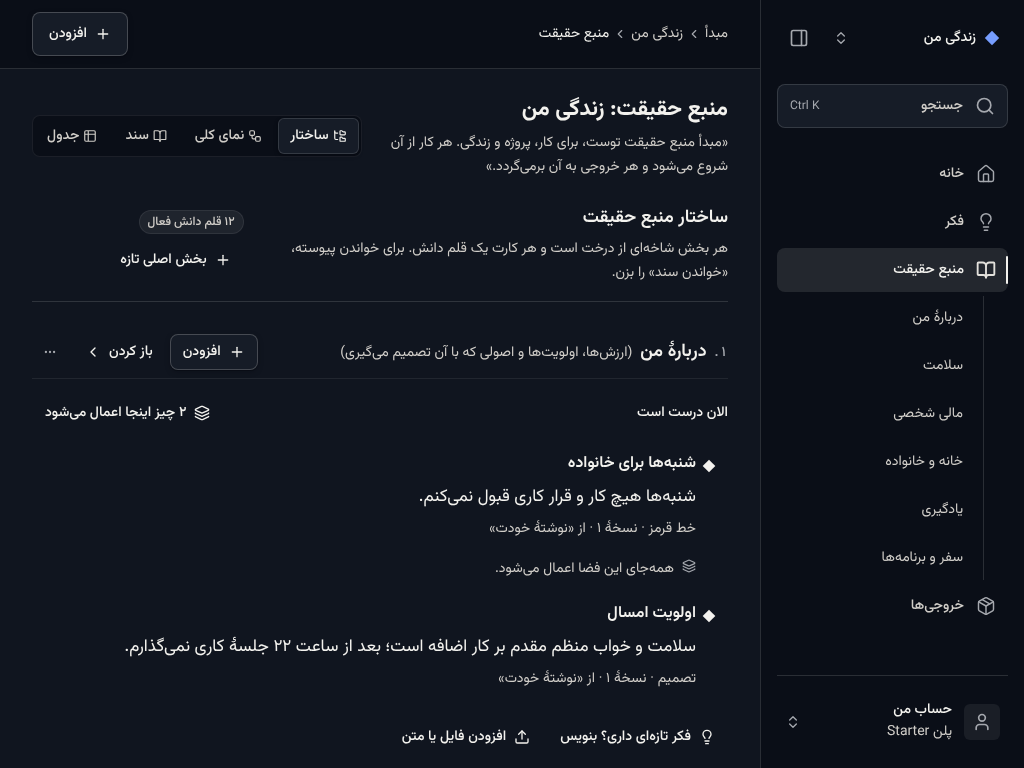 زندگی من
جستجو
Ctrl K
خانه
فکر
منبع حقیقت
دربارهٔ من
سلامت
مالی شخصی
خانه و خانواده
یادگیری
سفر و برنامه‌ها
خروجی‌ها
حساب من
پلن Starter
مبدأ › زندگی من › منبع حقیقت
افزودن
منبع حقیقت: زندگی من
«مبدأ منبع حقیقت توست، برای کار، پروژه و زندگی. هر کار از آن
شروع می‌شود و هر خروجی به آن برمی‌گردد.»
ساختار
نمای کلی
سند
جدول
ساختار منبع حقیقت
هر بخش شاخه‌ای از درخت است و هر کارت یک قلم دانش. برای خواندن پیوسته،
«خواندن سند» را بزن.
۱۲ قلم دانش فعال
بخش اصلی تازه
۱. دربارهٔ من (ارزش‌ها، اولویت‌ها و اصولی که با آن تصمیم می‌گیری)
افزودن
باز کردن
...
الان درست است
۲ چیز اینجا اعمال می‌شود
شنبه‌ها برای خانواده
شنبه‌ها هیچ کار و قرار کاری قبول نمی‌کنم.
خط قرمز · نسخهٔ ۱ · از «نوشتهٔ خودت»
همه‌جای این فضا اعمال می‌شود.
اولویت امسال
سلامت و خواب منظم مقدم بر کار اضافه است؛ بعد از ساعت ۲۲ جلسهٔ کاری نمی‌گذارم.
تصمیم · نسخهٔ ۱ · از «نوشتهٔ خودت»
فکر تازه‌ای داری؟ بنویس
افزودن فایل یا متن